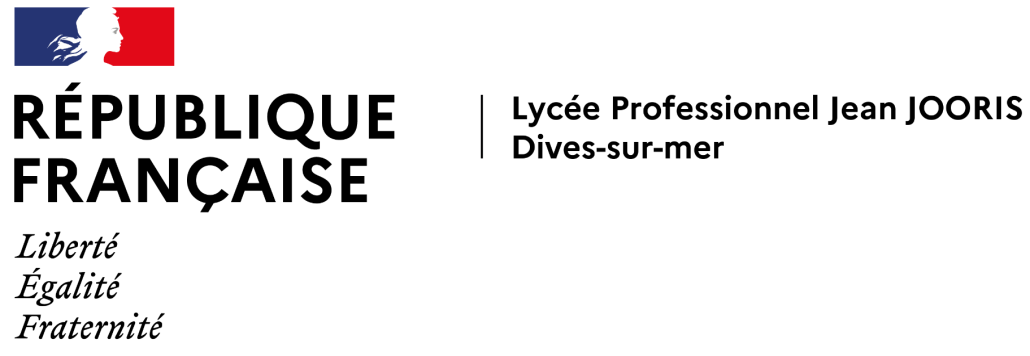 RÉPUBLIQUE
FRANÇAISE
Liberté
Égalité
Fraternité
Lycée Professionnel Jean JOORIS
Dives-sur-mer